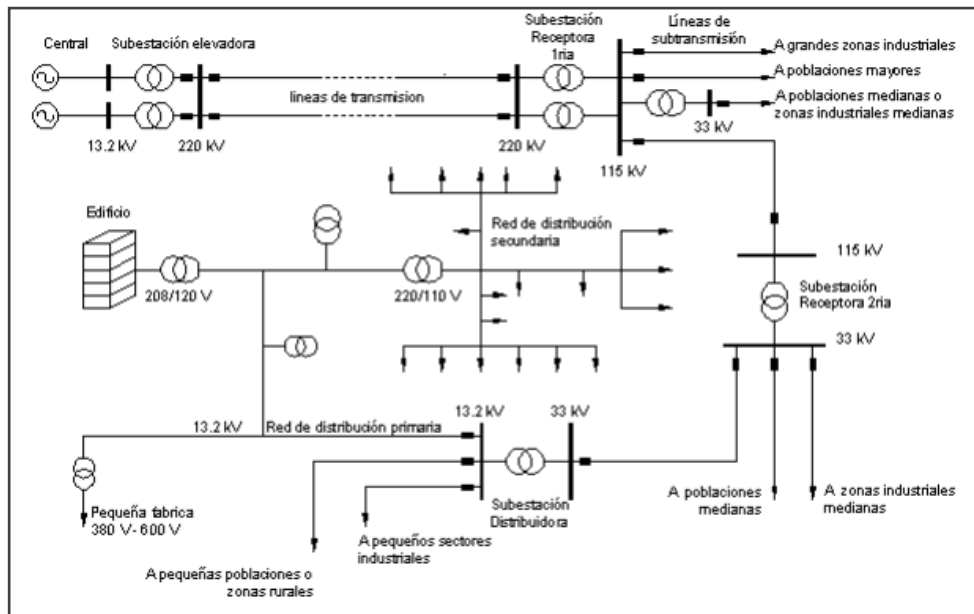 Central
Subestación elevadora
Subestación
Receptora
1ria
Líneas de
subtransmisión
A grandes zonas industriales
A poblaciones mayores
A poblaciones medianas o
zonas industriales medianas
líneas de transmision
13.2 kV
220 kV
220 kV
33 kV
115 kV
Edificio
Red de distribución
secundaria
208/120 V
220/110 V
115 kV
Subestación
Receptora 2ria
33 kV
13.2 kV
Red de distribución primaria
13.2 kV
33 kV
Pequeña fabrica
380 V- 600 V
Subestación
Distribuidora
A pequeños sectores
industriales
A pequeñas poblaciones o
zonas rurales
A poblaciones
medianas
A zonas industriales
medianas